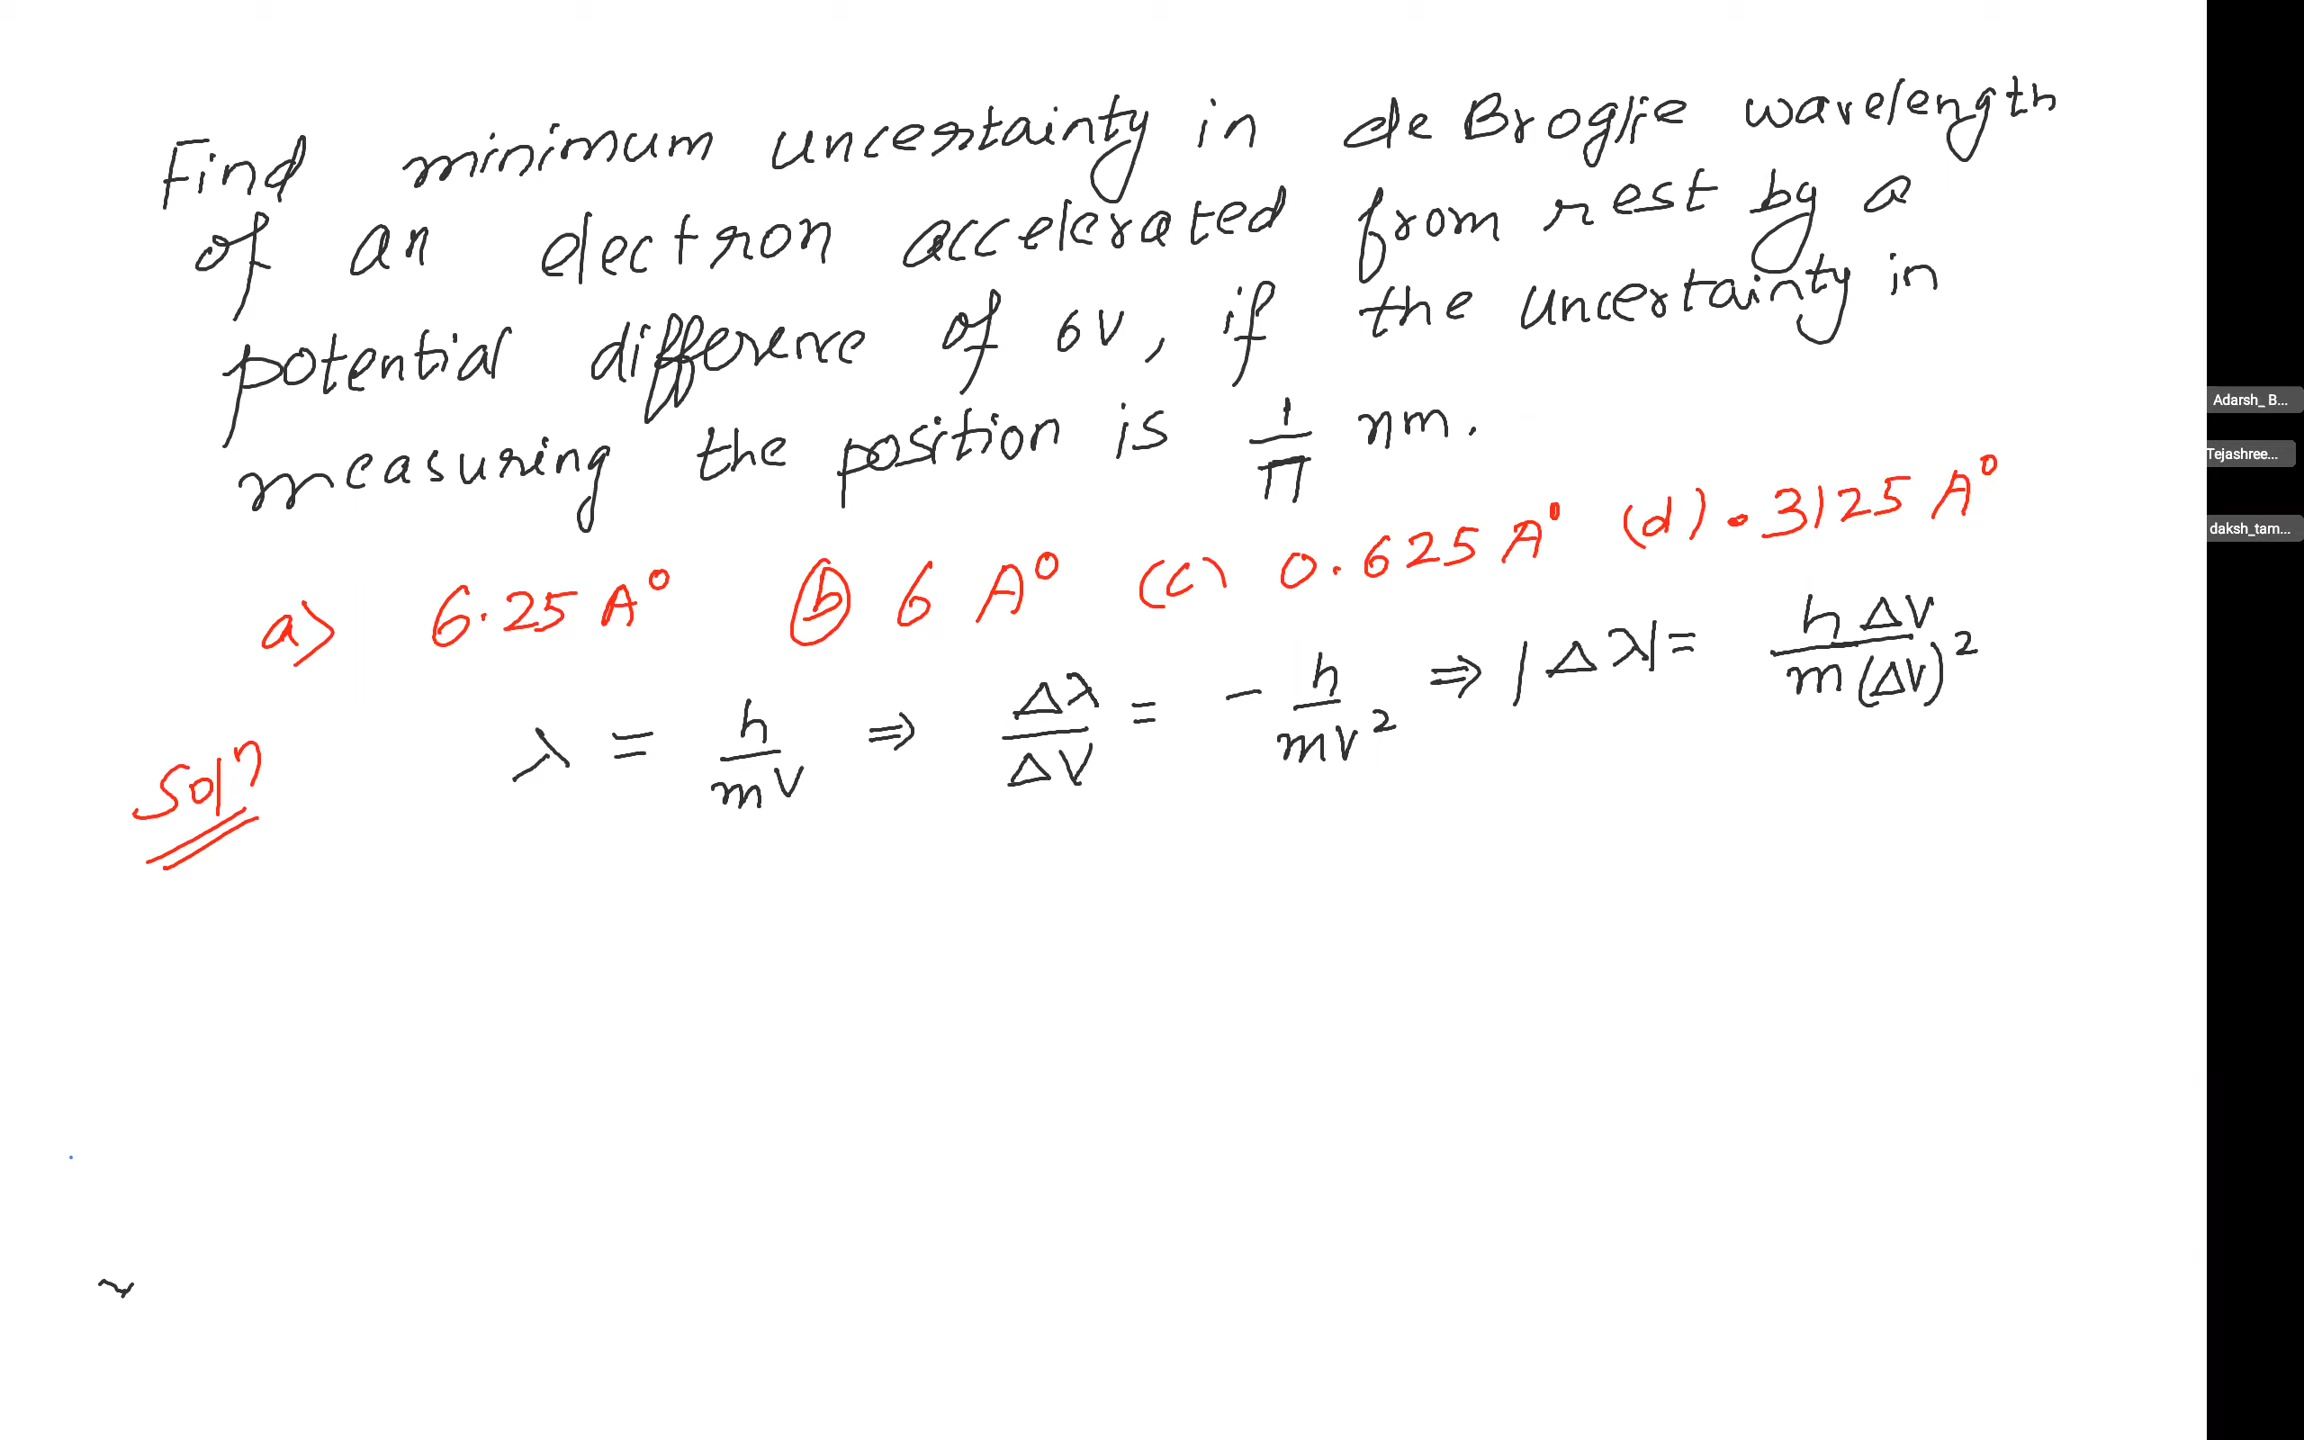 Find minimum uncertainty in de Broglie wavelength
of an electron accelerated from rest by a
potential difference of 6V, if the uncertainty in
measuring the position is 1/π nm.
a) 6.25 A° (b) 6 A° (c) 0.625 A° (d) .3125 A°
Sol? λ = h/mv ⇒ Δλ/Δv = - h/mv² ⇒ |Δλ| = hΔv/m(Δv)²
Adarsh_ B...
Tejashree...
daksh_tam...